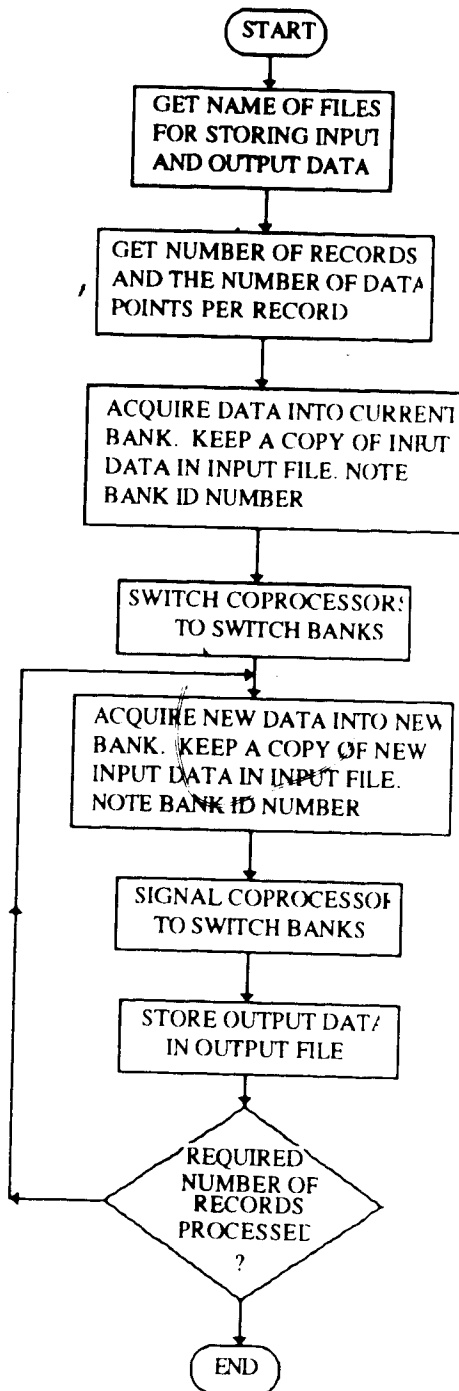 START
GET NAME OF FILES
FOR STORING INPUT
AND OUTPUT DATA
GET NUMBER OF RECORDS
AND THE NUMBER OF DATA
POINTS PER RECORD
ACQUIRE DATA INTO CURRENT
BANK. KEEP A COPY OF INPUT
DATA IN INPUT FILE. NOTE
BANK ID NUMBER
SWITCH COPROCESSORS
TO SWITCH BANKS
ACQUIRE NEW DATA INTO NEW
BANK. KEEP A COPY OF NEW
INPUT DATA IN INPUT FILE.
NOTE BANK ID NUMBER
SIGNAL COPROCESSOR
TO SWITCH BANKS
STORE OUTPUT DATA
IN OUTPUT FILE
REQUIRED
NUMBER OF
RECORDS
PROCESSED
?
END